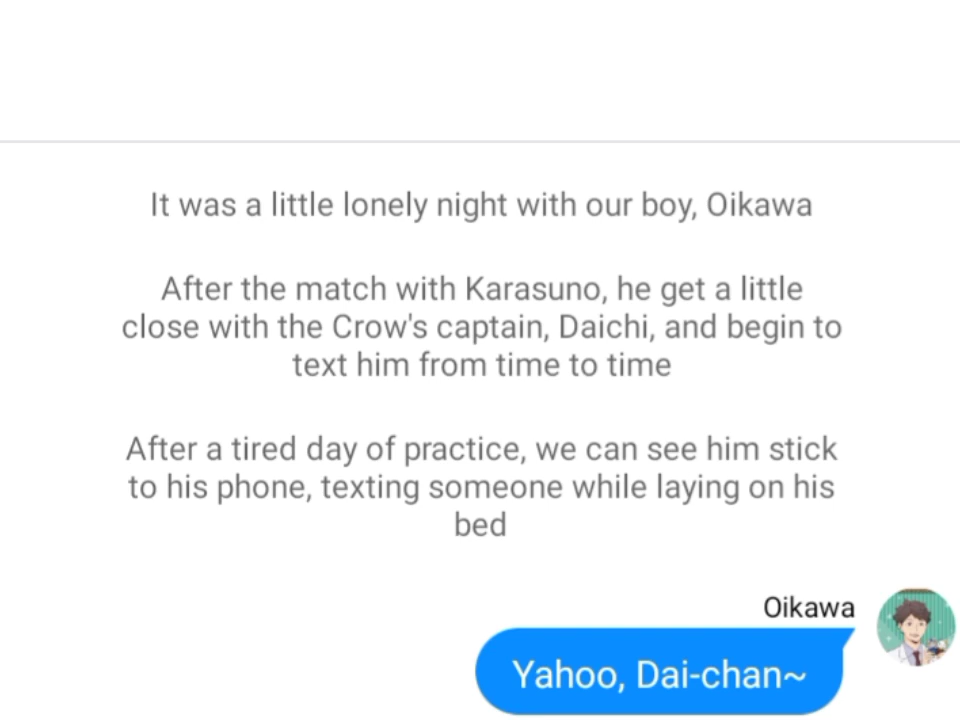 It was a little lonely night with our boy, Oikawa
After the match with Karasuno, he get a little
close with the Crow's captain, Daichi, and begin to
text him from time to time
After a tired day of practice, we can see him stick
to his phone, texting someone while laying on his
bed
Oikawa
Yahoo, Dai-chan~